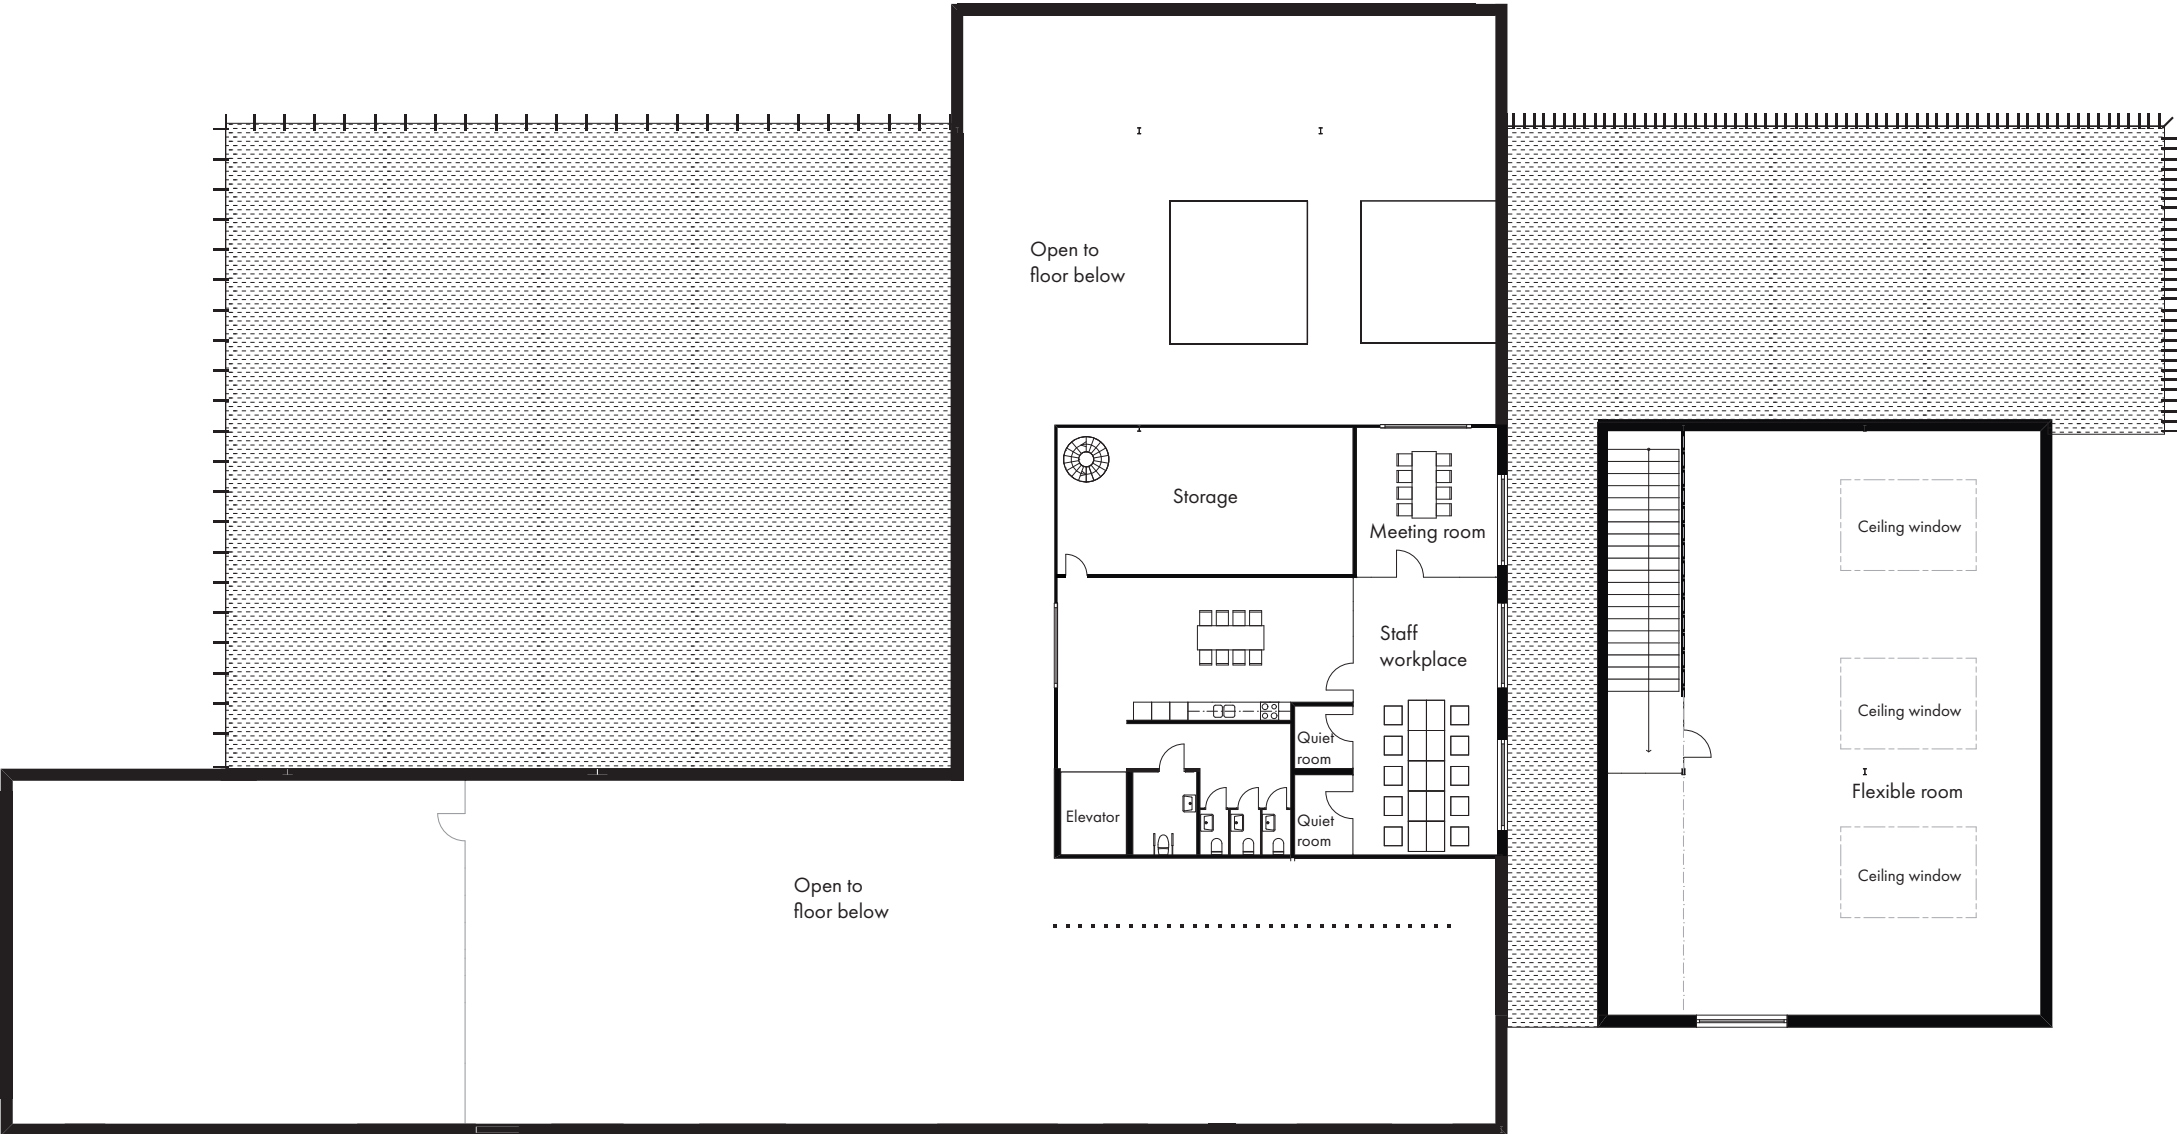 Open to
floor below
Storage
Meeting room
Ceiling window
Staff
workplace
Ceiling window
Quiet
room
Flexible room
Elevator
Quiet
room
Ceiling window
Open to
floor below